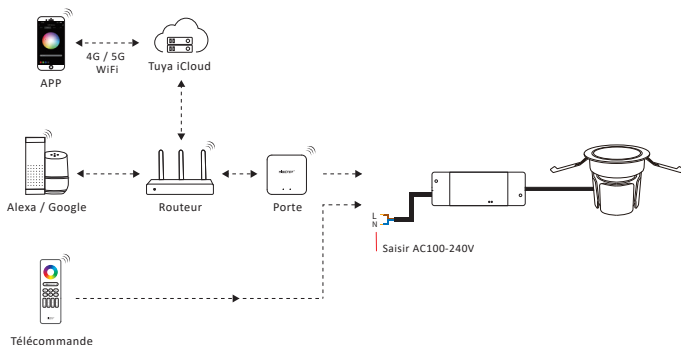 4G / 5G
WiFi
APP
Tuya iCloud
Alexa / Google
Routeur
Porte
L
N
Saisir AC100-240V
Télécommande